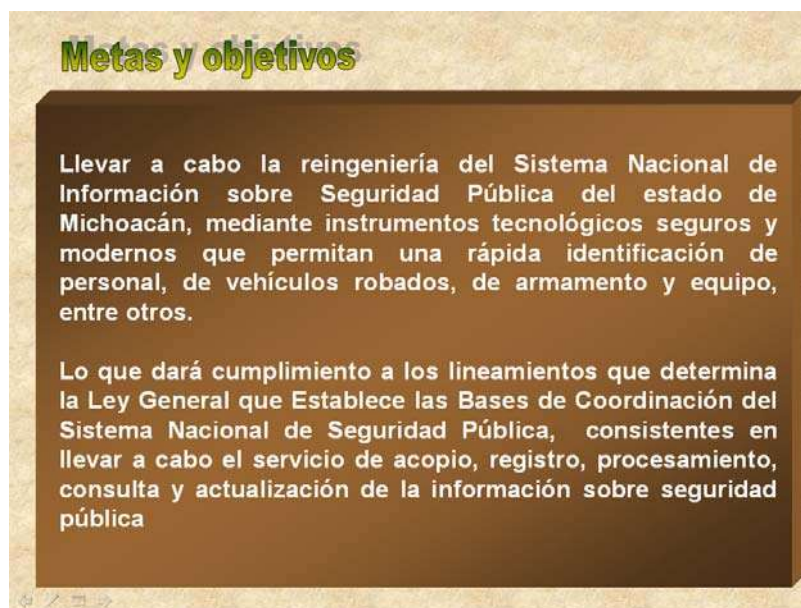 Metas y objetivos
Llevar a cabo la reingeniería del Sistema Nacional de
Información sobre Seguridad Pública del estado de
Michoacán, mediante instrumentos tecnológicos seguros y
modernos que permitan una rápida identificación de
personal, de vehículos robados, de armamento y equipo,
entre otros.
Lo que dará cumplimiento a los lineamientos que determina
la Ley General que Establece las Bases de Coordinación del
Sistema Nacional de Seguridad Pública, consistentes en
llevar a cabo el servicio de acopio, registro, procesamiento,
consulta y actualización de la información sobre seguridad
pública